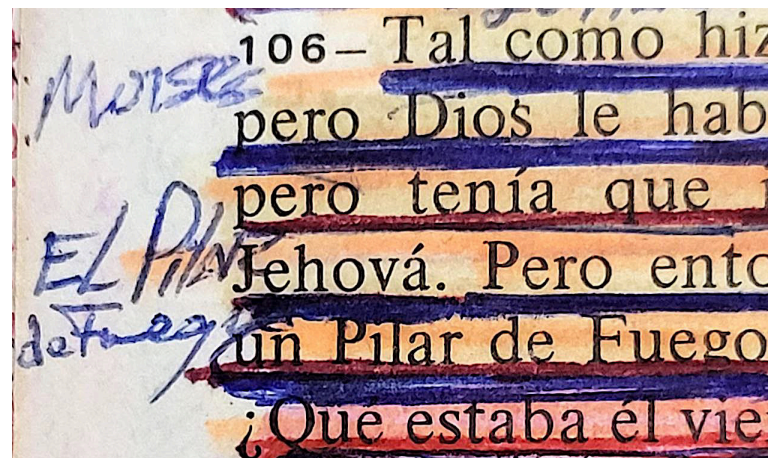 106– Tal como hiz
Moises
pero Dios le hab
pero tenía que
EL Pilar
Jehová. Pero ento
de Fuego
un Pilar de Fuego
¿Qué estaba él vie